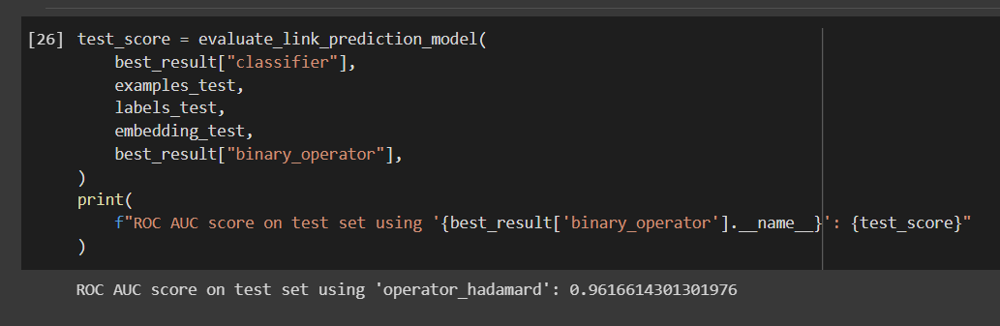 [26] test_score = evaluate_link_prediction_model(
    best_result["classifier"],
    examples_test,
    labels_test,
    embedding_test,
    best_result["binary_operator"],
)
print(
    f"ROC AUC score on test set using '{best_result['binary_operator'].__name__}': {test_score}"
)
ROC AUC score on test set using 'operator_hadamard': 0.9616614301301976